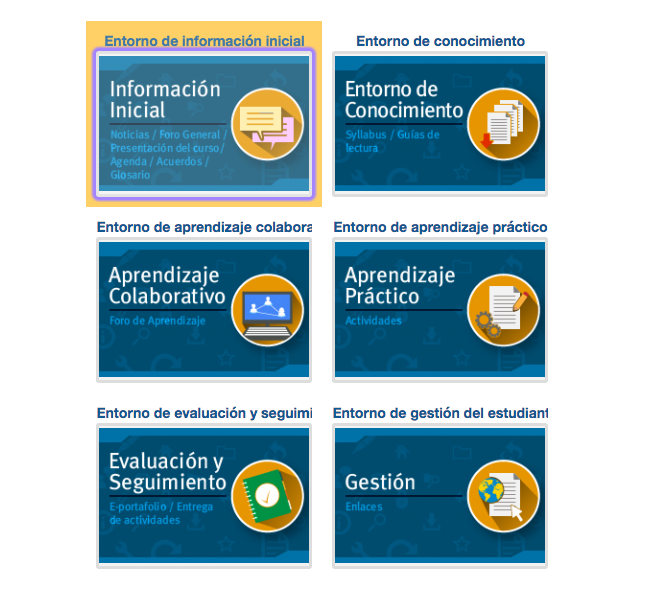 Entorno de información inicial
Información
Inicial
Noticias / Foro General /
Presentación del curso/
Agenda / Acuerdos /
Glosario
Entorno de conocimiento
Entorno de
Conocimiento
Syllabus / Guías de
lectura
Entorno de aprendizaje colabora
Aprendizaje
Colaborativo
Foro de Aprendizaje
Entorno de aprendizaje práctico
Aprendizaje
Práctico
Actividades
Entorno de evaluación y seguimi
Evaluación y
Seguimiento
E-portafolio / Entrega
de actividades
Entorno de gestión del estudiant
Gestión
Enlaces